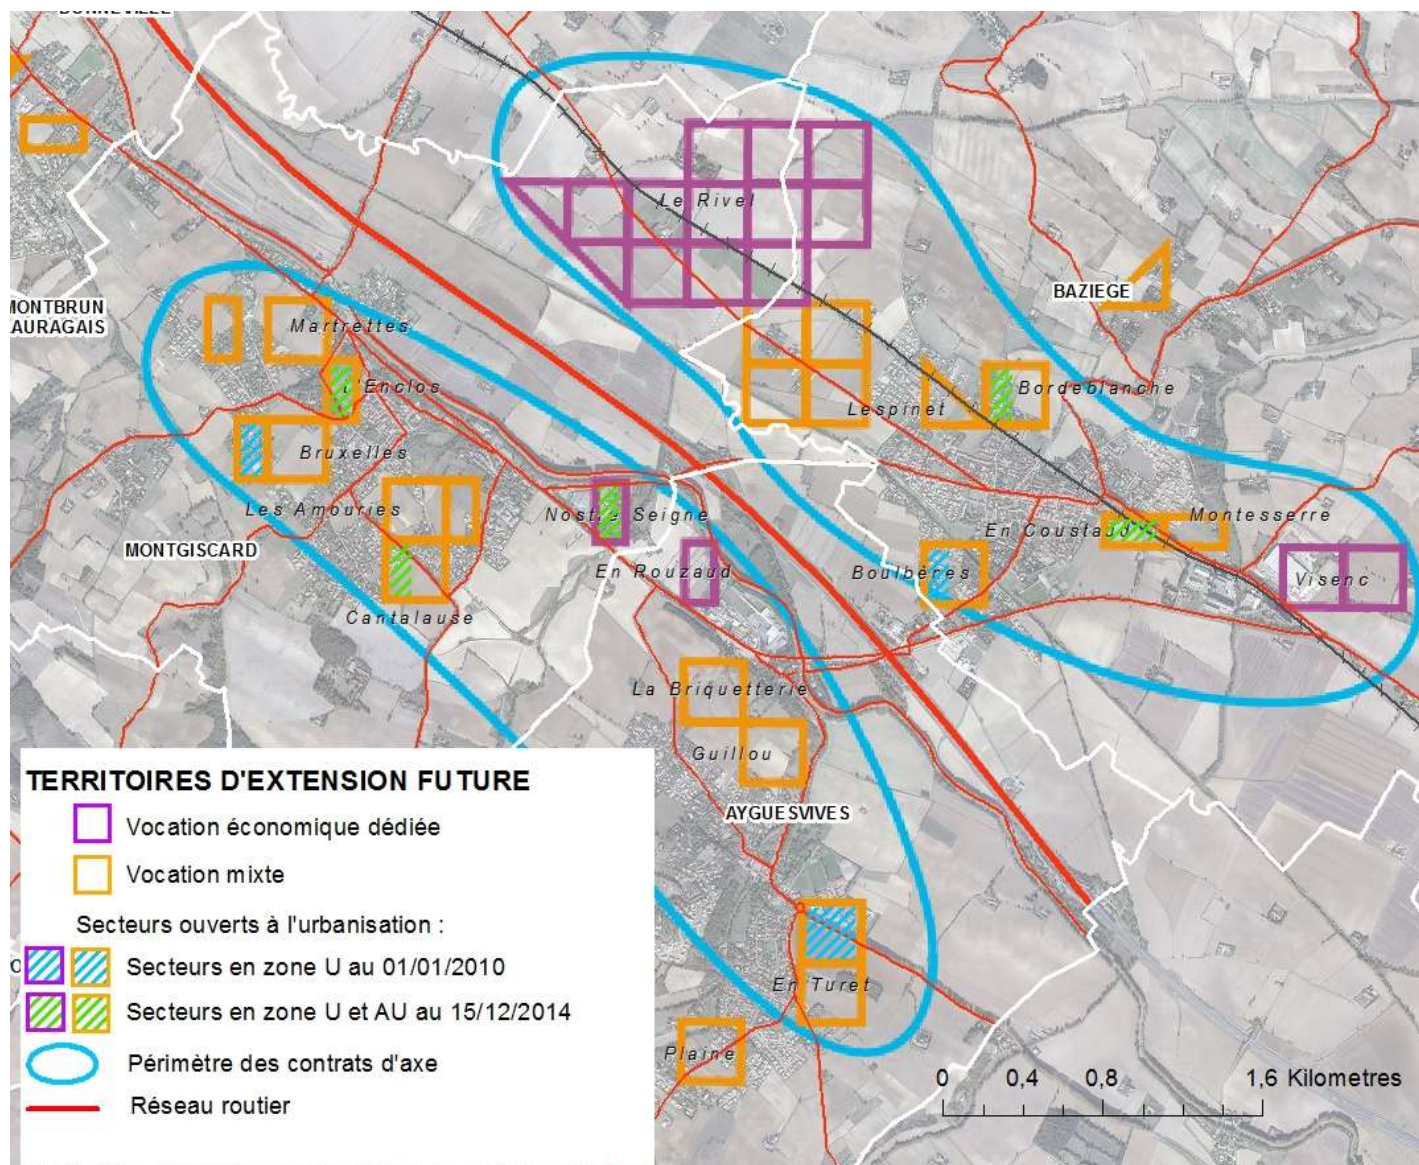 Le Rivel
BAZIEGE
MONTBRUN
AURAGAIS
Martrettes
l'Enclos
Bordeblanche
Lespinet
Bruxelles
Les Amouries
Nostre Seigne
En Coustaud
Montesserre
MONTGISCARD
En Rouzaud
Boulbères
Visenc
Cantalause
La Briquetterie
Guillou
AYGUESVIVES
En Turet
Plaine
TERRITOIRES D'EXTENSION FUTURE
Vocation économique dédiée
Vocation mixte
Secteurs ouverts à l'urbanisation :
Secteurs en zone U au 01/01/2010
Secteurs en zone U et AU au 15/12/2014
Périmètre des contrats d'axe
Réseau routier
0 0,4 0,8 1,6 Kilometres